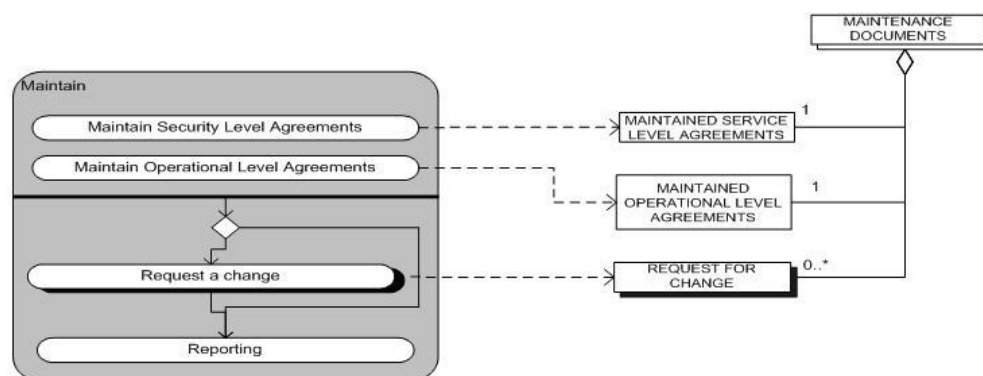 MAINTENANCE
DOCUMENTS
Maintain
Maintain Security Level Agreements
1
MAINTAINED SERVICE
LEVEL AGREEMENTS
Maintain Operational Level Agreements
1
MAINTAINED
OPERATIONAL LEVEL
AGREEMENTS
Request a change
0..*
REQUEST FOR
CHANGE
Reporting